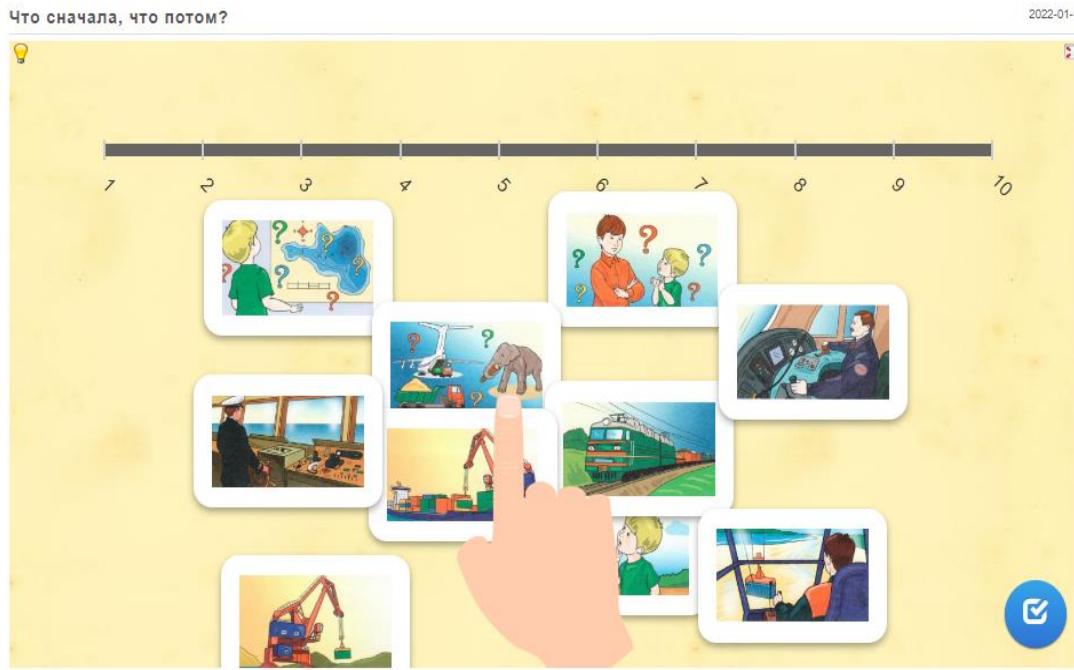 Что сначала, что потом?
2022-01-
1 2 3 4 5 6 7 8 9 10
? ? ? ? ? ?
? ? ? ? ?
? ? ?